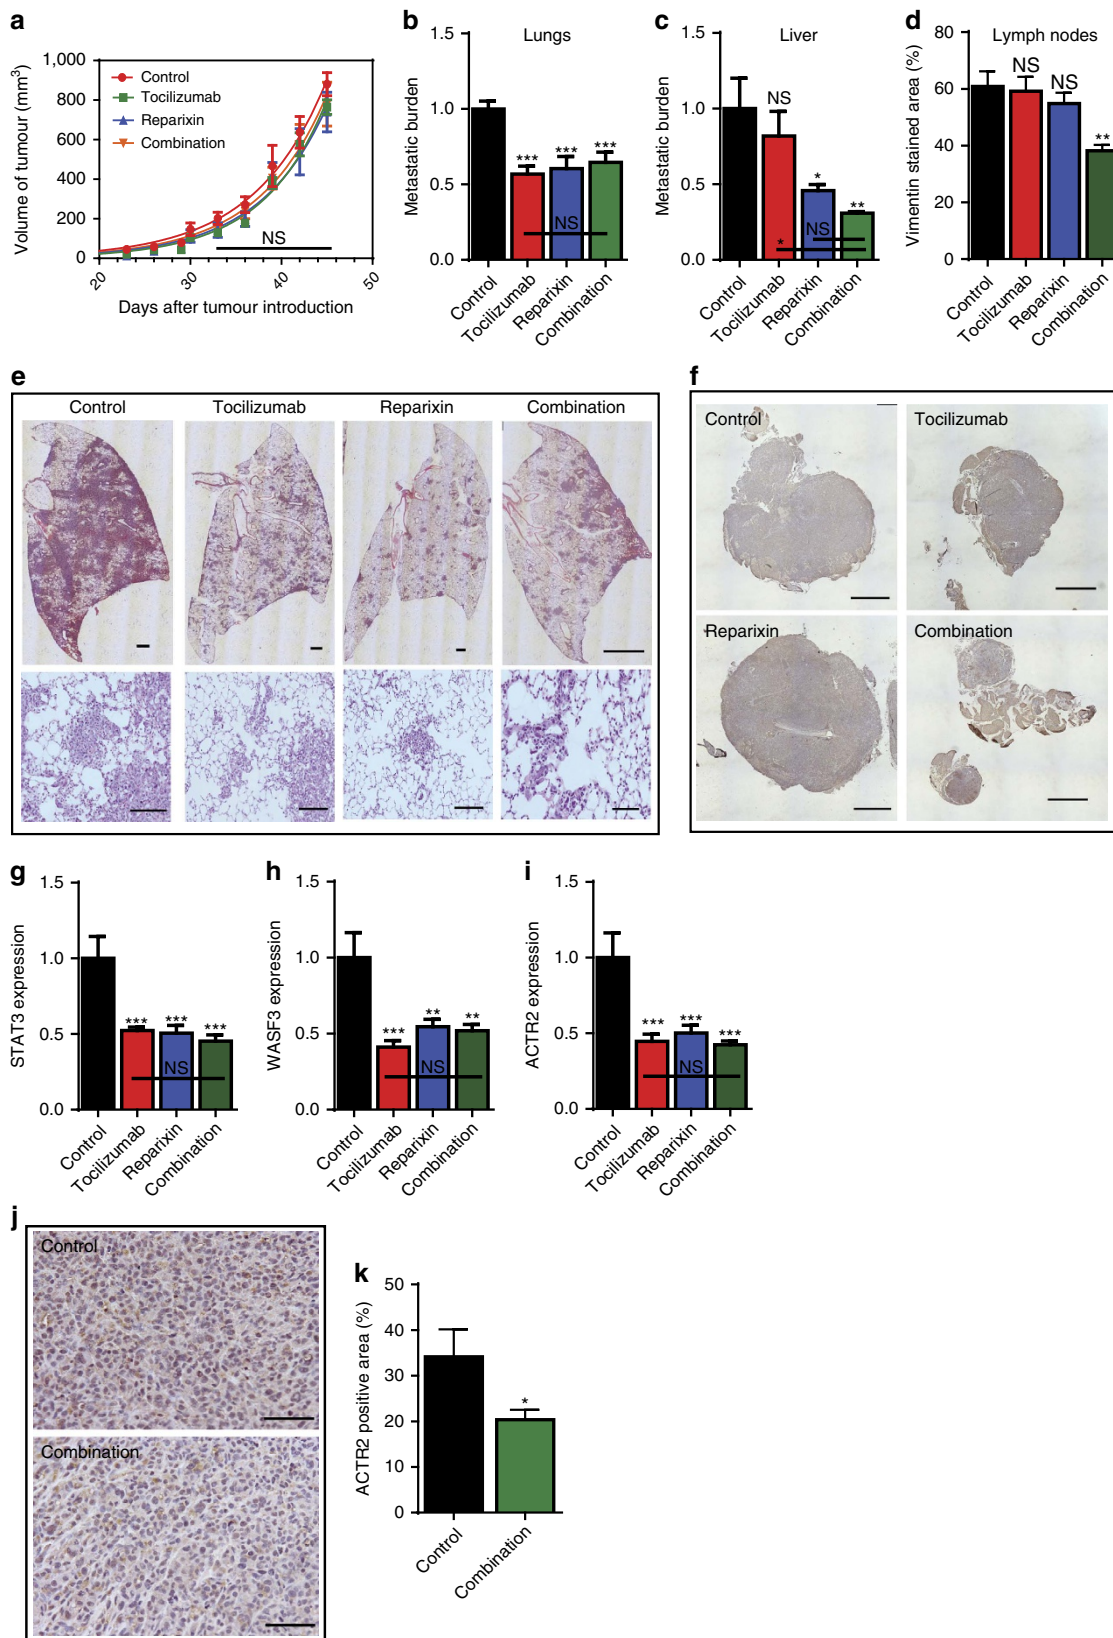 a
1,000
800
600
400
200
0
Volume of tumour (mm³)
Control
Tocilizumab
Reparixin
Combination
NS
20
30
40
50
Days after tumour introduction
b
Lungs
1.5
1.0
0.5
0.0
Metastatic burden
***
***
***
NS
Control
Tocilizumab
Reparixin
Combination
c
Liver
1.5
1.0
0.5
0.0
Metastatic burden
NS
*
**
NS
*
Control
Tocilizumab
Reparixin
Combination
d
Lymph nodes
80
60
40
20
0
Vimentin stained area (%)
NS
NS
**
Control
Tocilizumab
Reparixin
Combination
e
Control
Tocilizumab
Reparixin
Combination
f
Control
Tocilizumab
Reparixin
Combination
g
1.5
1.0
0.5
0.0
STAT3 expression
***
***
***
NS
Control
Tocilizumab
Reparixin
Combination
h
1.5
1.0
0.5
0.0
WASF3 expression
***
**
**
NS
Control
Tocilizumab
Reparixin
Combination
i
1.5
1.0
0.5
0.0
ACTR2 expression
***
***
***
NS
Control
Tocilizumab
Reparixin
Combination
j
Control
Combination
k
50
40
30
20
10
0
ACTR2 positive area (%)
*
Control
Combination